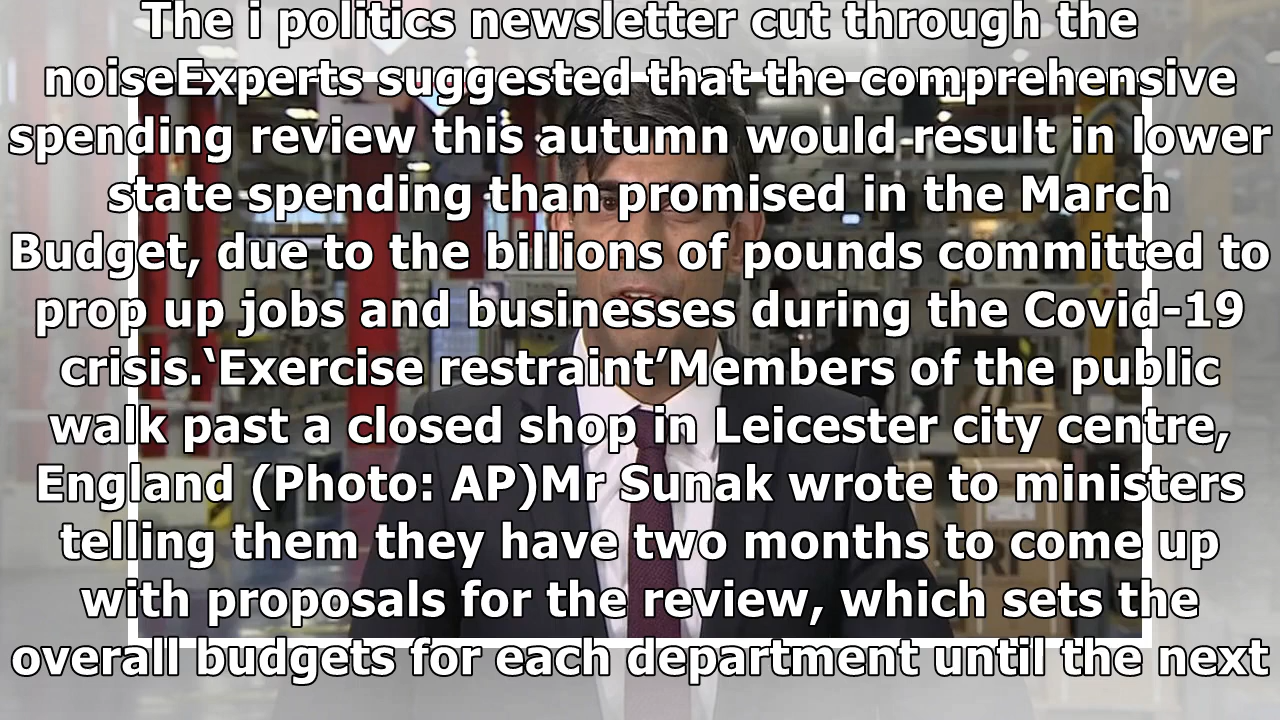 The i politics newsletter cut through the
noiseExperts suggested that the comprehensive
spending review this autumn would result in lower
state spending than promised in the March
Budget, due to the billions of pounds committed to
prop up jobs and businesses during the Covid-19
crisis.‘Exercise restraint’Members of the public
walk past a closed shop in Leicester city centre,
England (Photo: AP)Mr Sunak wrote to ministers
telling them they have two months to come up
with proposals for the review, which sets the
overall budgets for each department until the next